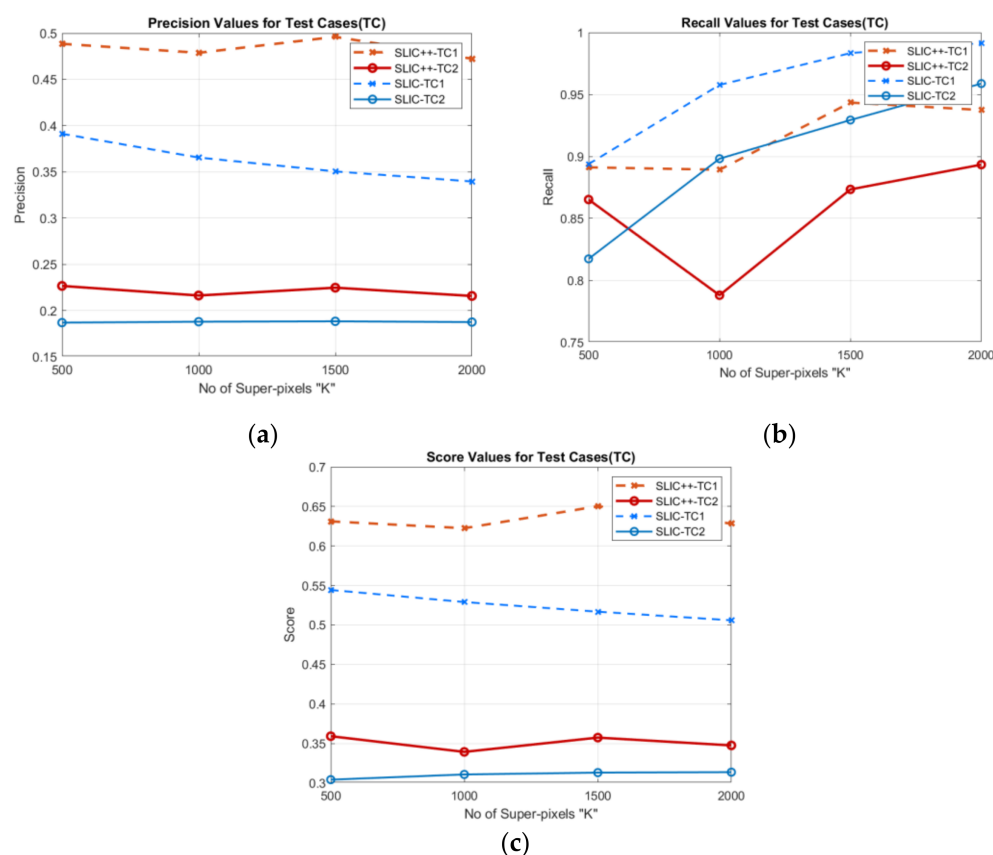 Precision Values for Test Cases(TC)
0.5
0.45
0.4
0.35
0.3
0.25
0.2
0.15
Precision
500
1000
1500
2000
No of Super-pixels "K"
SLIC++-TC1
SLIC++-TC2
SLIC-TC1
SLIC-TC2
(a)
Recall Values for Test Cases(TC)
1
0.95
0.9
0.85
0.8
0.75
Recall
500
1000
1500
2000
No of Super-pixels "K"
SLIC++-TC1
SLIC++-TC2
SLIC-TC1
SLIC-TC2
(b)
Score Values for Test Cases(TC)
0.7
0.65
0.6
0.55
0.5
0.45
0.4
0.35
0.3
Score
500
1000
1500
2000
No of Super-pixels "K"
SLIC++-TC1
SLIC++-TC2
SLIC-TC1
SLIC-TC2
(c)